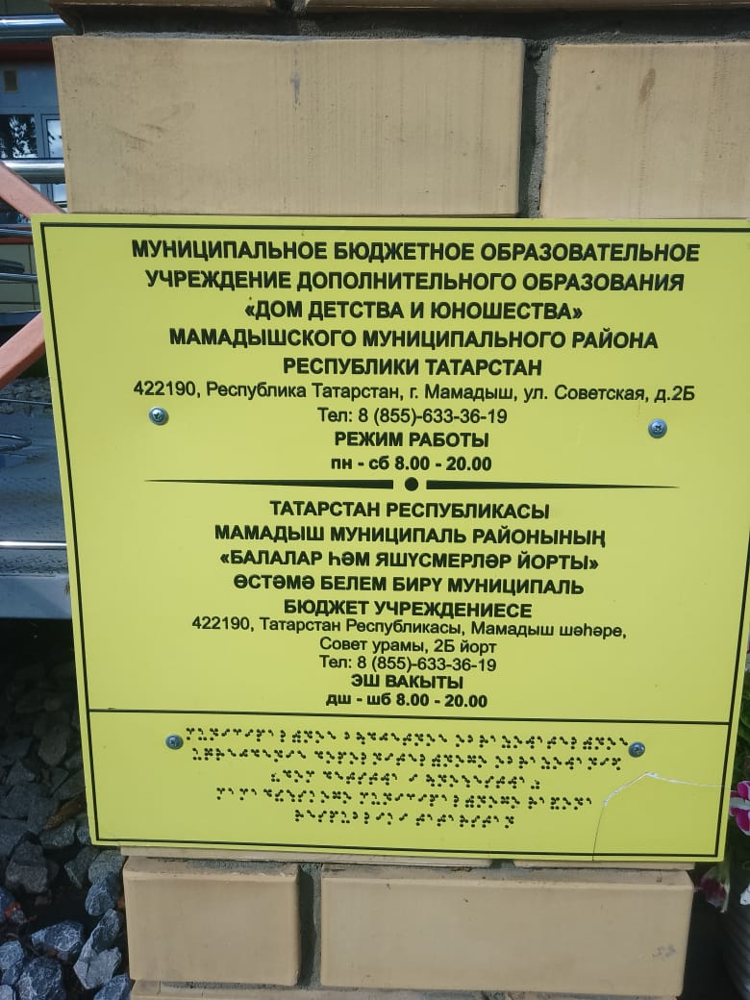 МУНИЦИПАЛЬНОЕ БЮДЖЕТНОЕ ОБРАЗОВАТЕЛЬНОЕ
УЧРЕЖДЕНИЕ ДОПОЛНИТЕЛЬНОГО ОБРАЗОВАНИЯ
«ДОМ ДЕТСТВА И ЮНОШЕСТВА»
МАМАДЫШСКОГО МУНИЦИПАЛЬНОГО РАЙОНА
РЕСПУБЛИКИ ТАТАРСТАН
422190, Республика Татарстан, г. Мамадыш, ул. Советская, д.2Б
Тел: 8 (855)-633-36-19
РЕЖИМ РАБОТЫ
пн - сб 8.00 - 20.00
ТАТАРСТАН РЕСПУБЛИКАСЫ
МАМАДЫШ МУНИЦИПАЛЬ РАЙОНЫНЫҢ
«БАЛАЛАР ҺӘМ ЯШҮСМЕРЛӘР ЙОРТЫ»
ӨСТӘМӘ БЕЛЕМ БИРҮ МУНИЦИПАЛЬ
БЮДЖЕТ УЧРЕЖДЕНИЕСЕ
422190, Татарстан Республикасы, Мамадыш шәһәре,
Совет урамы, 2Б йорт
Тел: 8 (855)-633-36-19
ЭШ ВАКЫТЫ
дш - шб 8.00 - 20.00